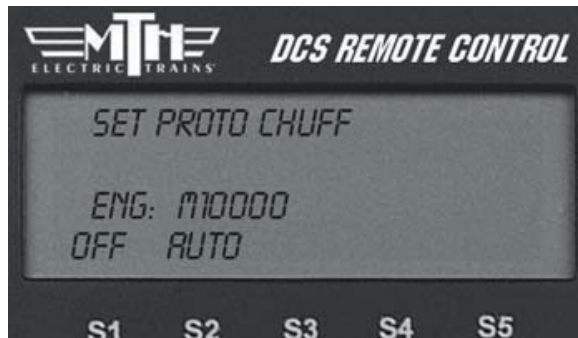 MTH
ELECTRIC TRAINS
DCS REMOTE CONTROL
SET PROTO CHUFF
ENG: M10000
OFF AUTO
S1 S2 S3 S4 S5